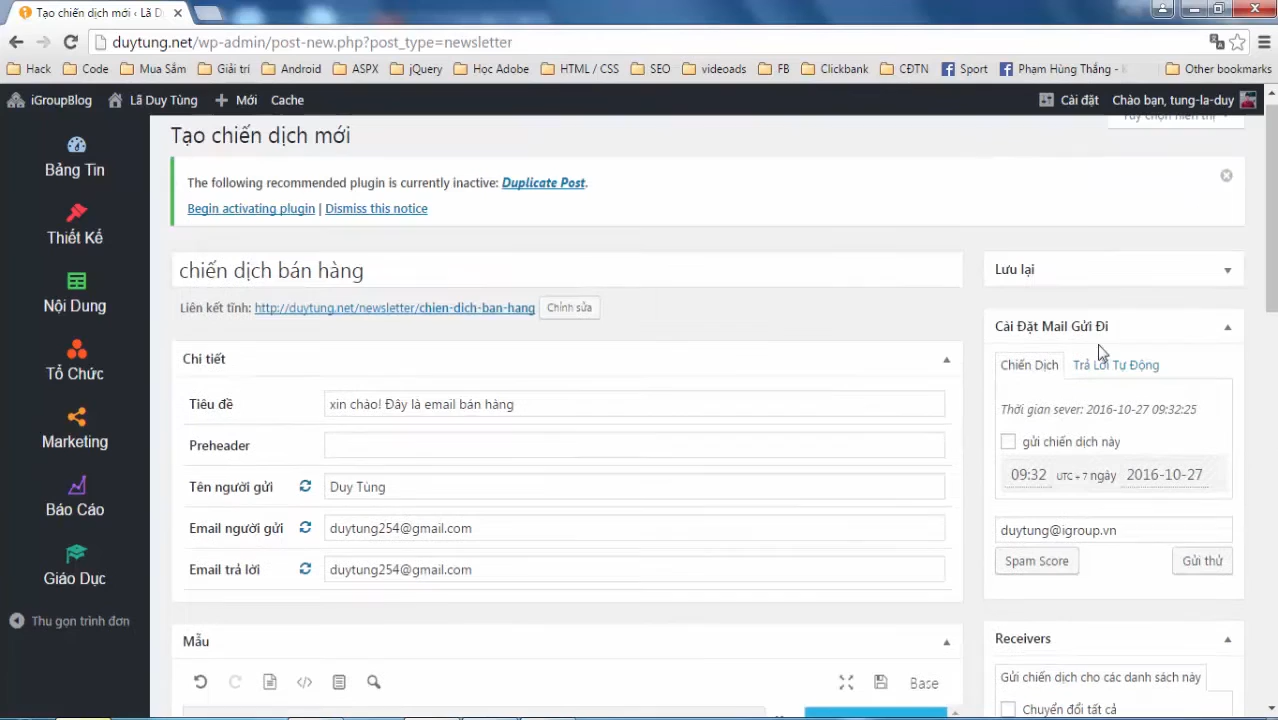 Tạo chiến dịch mới ‹ Lã D
duytung.net/wp-admin/post-new.php?post_type=newsletter
Hack Code Mua Sắm Giải trí Android ASPX jQuery Học Adobe HTML / CSS SEO videoads FB Clickbank CĐTN Sport Phạm Hùng Thắng - Other bookmarks
iGroupBlog Lã Duy Tùng Mới Cache Cài đặt Chào bạn, tung-la-duy
Tùy chọn hiển thị
Tạo chiến dịch mới
Bảng Tin
Thiết Kế
Nội Dung
Tổ Chức
Marketing
Báo Cáo
Giáo Dục
Thu gọn trình đơn
The following recommended plugin is currently inactive: Duplicate Post.
Begin activating plugin | Dismiss this notice
chiến dịch bán hàng
Liên kết tĩnh: http://duytung.net/newsletter/chien-dich-ban-hang Chỉnh sửa
Chi tiết
Tiêu đề xin chào! Đây là email bán hàng
Preheader
Tên người gửi Duy Tùng
Email người gửi duytung254@gmail.com
Email trả lời duytung254@gmail.com
Mẫu
Base
Lưu lại
Cài Đặt Mail Gửi Đi
Chiến Dịch Trả Lời Tự Động
Thời gian sever: 2016-10-27 09:32:25
gửi chiến dịch này
09:32 UTC + 7 ngày 2016-10-27
duytung@igroup.vn
Spam Score Gửi thử
Receivers
Gửi chiến dịch cho các danh sách này
Chuyển đổi tất cả